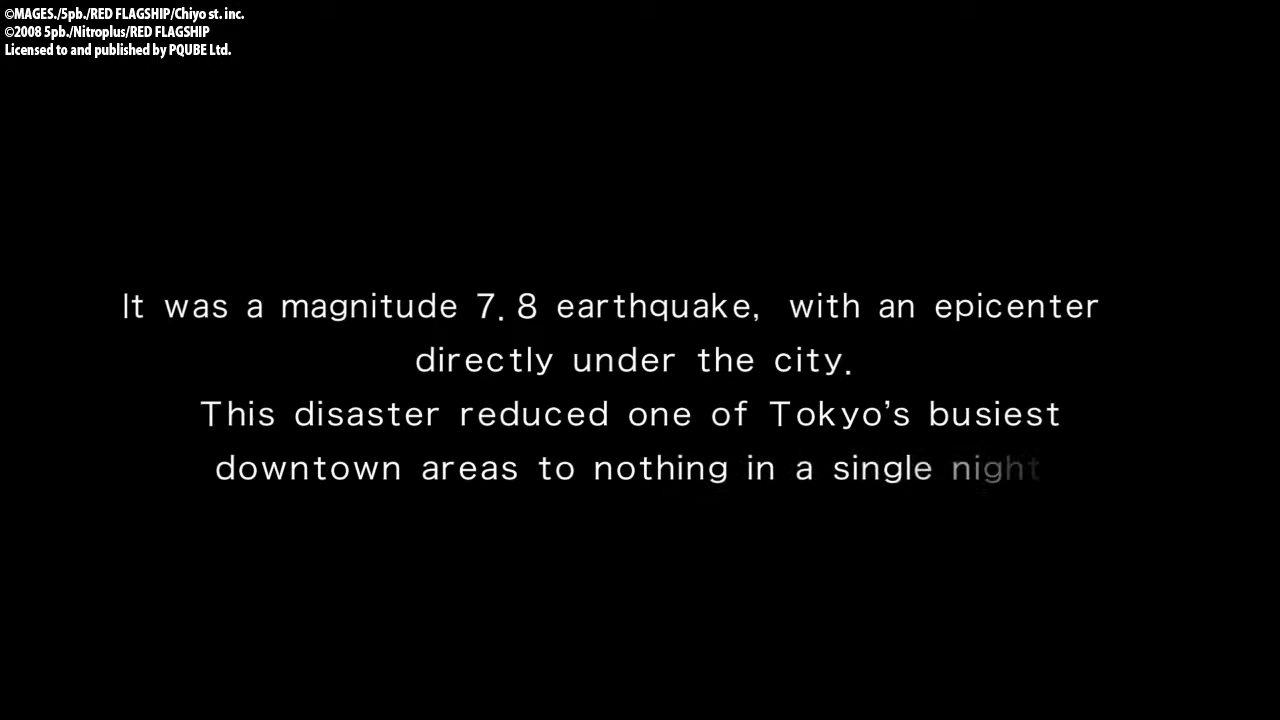 ©MAGES./5pb./RED FLAGSHIP/Chiyo st. inc.
©2008 5pb./Nitroplus/RED FLAGSHIP
Licensed to and published by PQUBE Ltd.
It was a magnitude 7.8 earthquake, with an epicenter
directly under the city.
This disaster reduced one of Tokyo's busiest
downtown areas to nothing in a single night